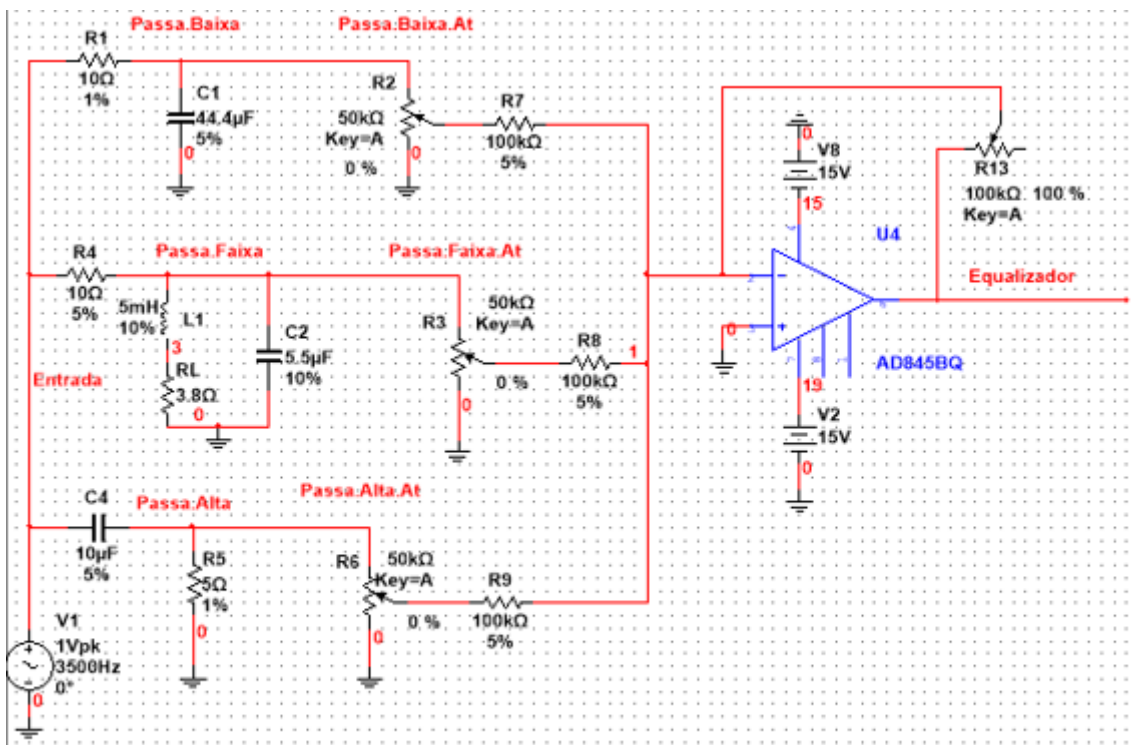 Passa.Baixa
Passa.Baixa.At
R1
10Ω
1%
C1
44.4µF
5%
0
R2
50kΩ
Key=A
0 %
0
R7
100kΩ
5%
0
V8
15V
15
R13
100kΩ 100 %
Key=A
U4
Equalizador
AD845BQ
2
3
0
6
19
V2
15V
0
Passa.Faixa
Passa.Faixa.At
R4
10Ω
5%
5mH
10%
L1
3
RL
3.8Ω
0
C2
5.5µF
10%
R3
50kΩ
Key=A
0 %
0
R8
100kΩ
5%
1
Entrada
Passa.Alta
Passa.Alta.At
C4
10µF
5%
R5
5Ω
1%
0
R6
50kΩ
Key=A
0 %
0
R9
100kΩ
5%
V1
1Vpk
3500Hz
0°
0